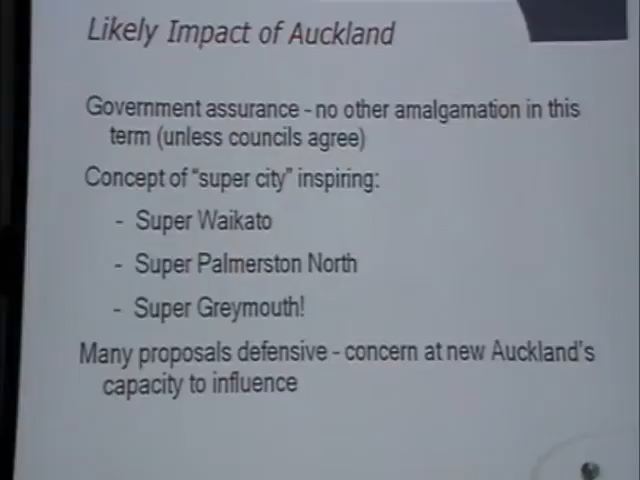 Likely Impact of Auckland
Government assurance - no other amalgamation in this
term (unless councils agree)
Concept of "super city" inspiring:
- Super Waikato
- Super Palmerston North
- Super Greymouth!
Many proposals defensive - concern at new Auckland's
capacity to influence